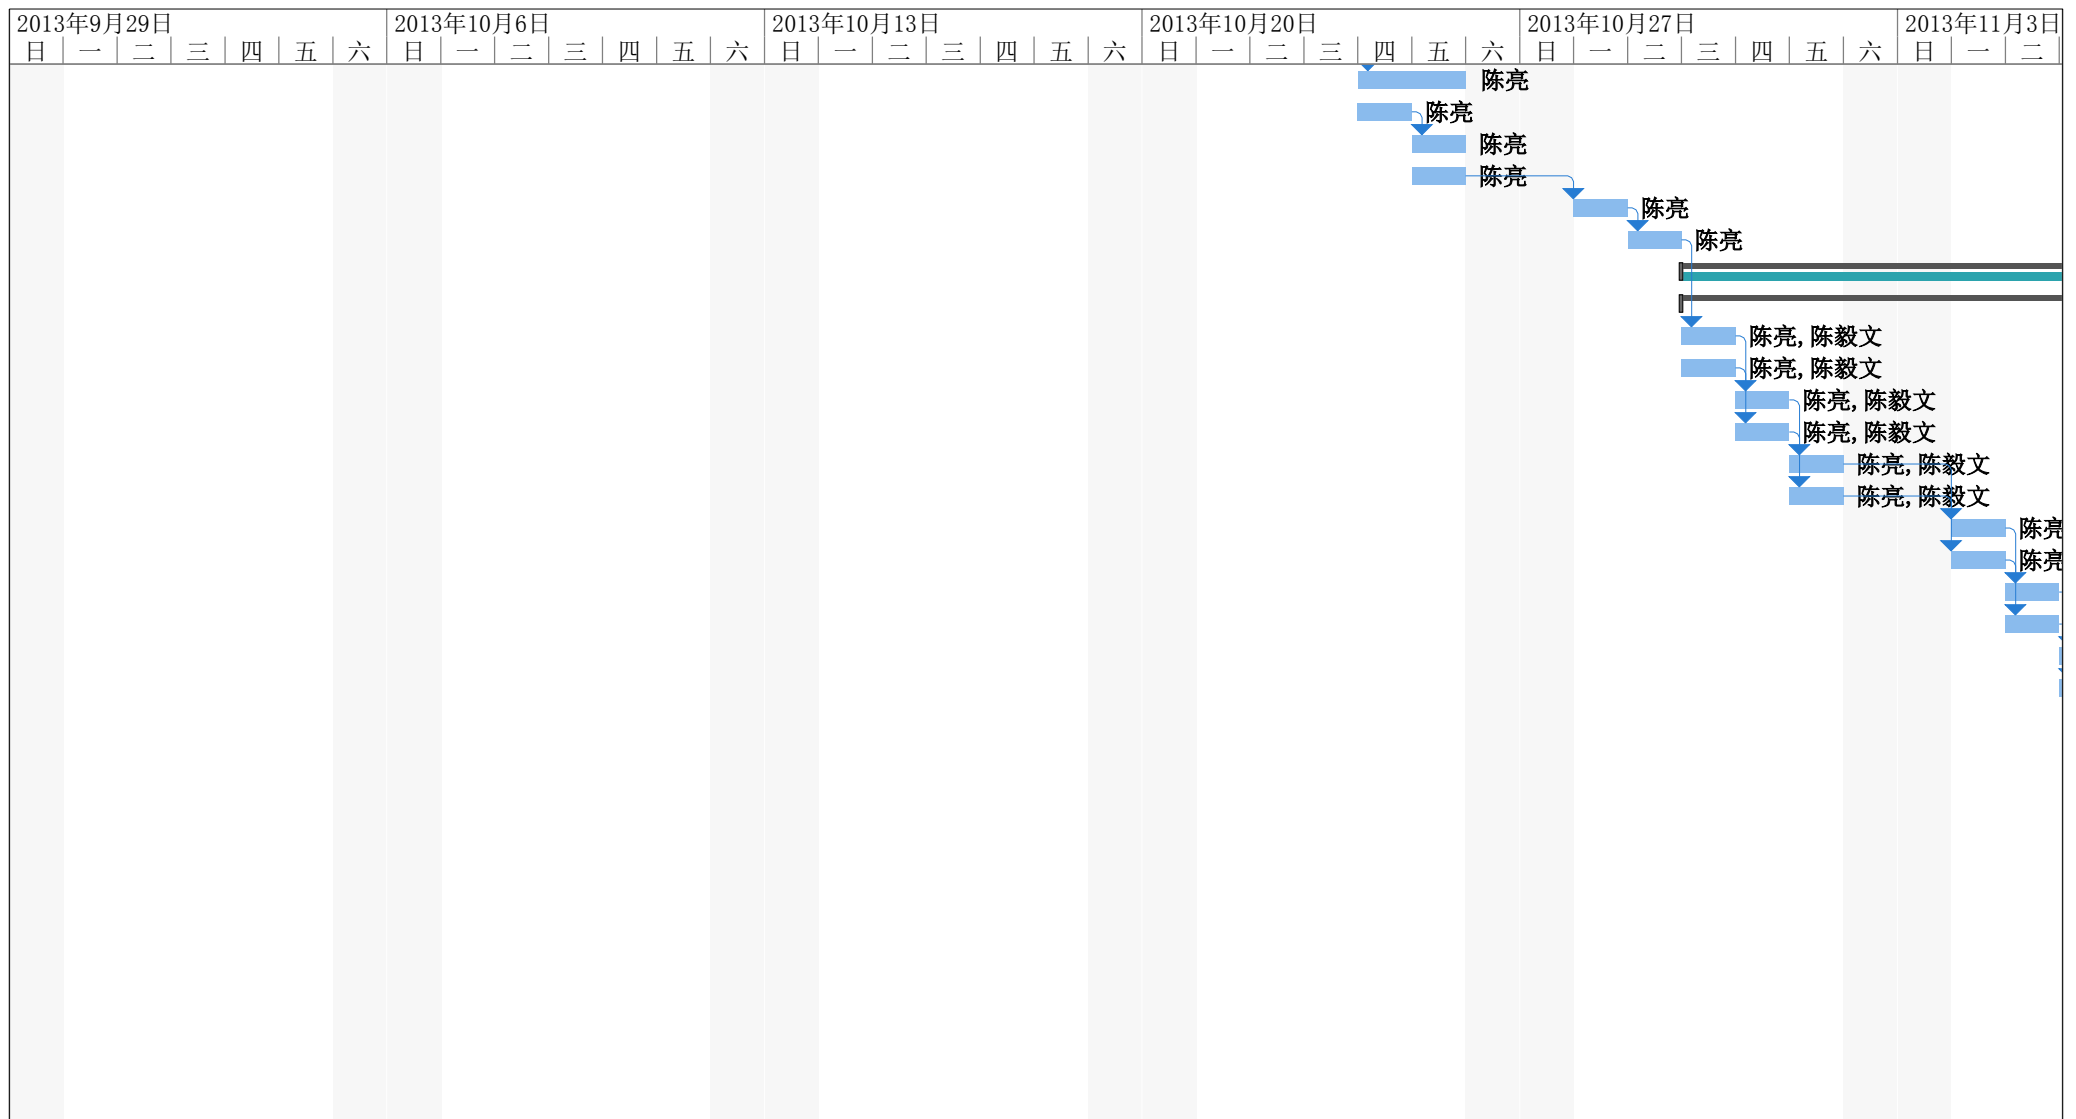 2013年9月29日 2013年10月6日 2013年10月13日 2013年10月20日 2013年10月27日 2013年11月3日
日 一 二 三 四 五 六 日 一 二 三 四 五 六 日 一 二 三 四 五 六 日 一 二 三 四 五 六 日 一 二 三 四 五 六 日 一 二
陈亮
陈亮
陈亮
陈亮
陈亮
陈亮
陈亮,陈毅文
陈亮,陈毅文
陈亮,陈毅文
陈亮,陈毅文
陈亮,陈毅文
陈亮,陈毅文
陈亮
陈亮